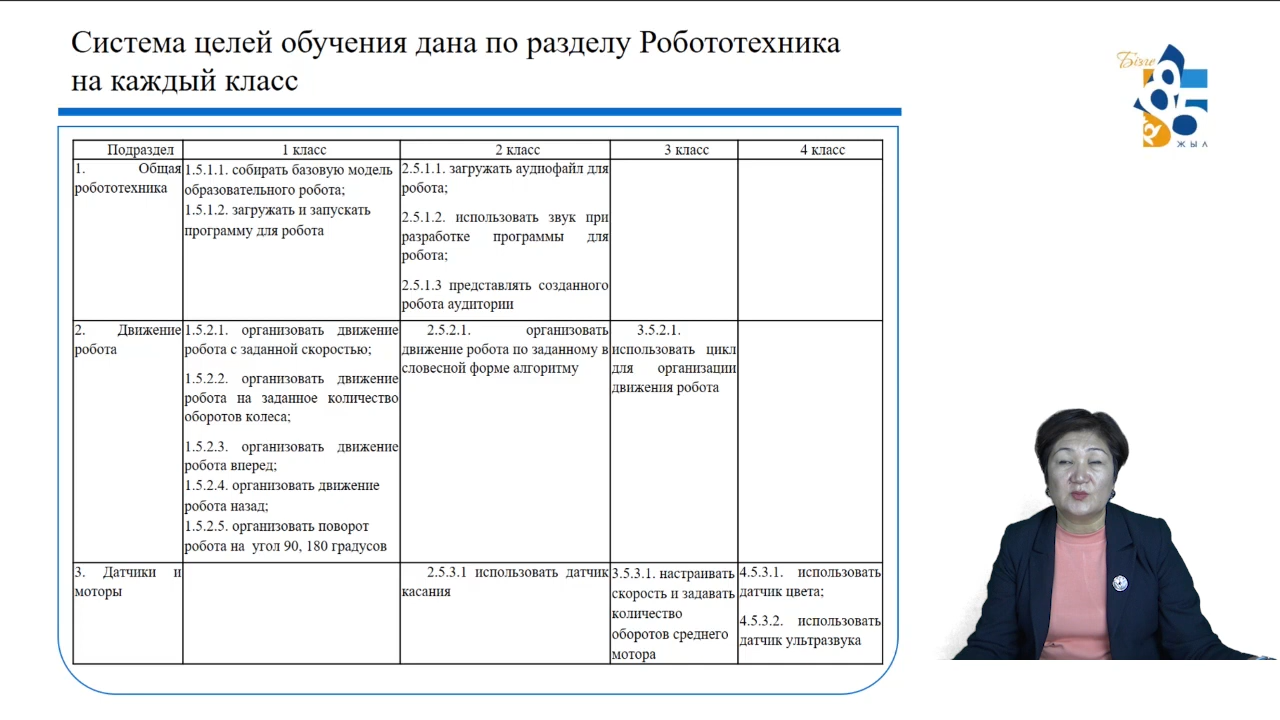 Система целей обучения дана по разделу Робототехника
на каждый класс
Бізге
85
ЖЫЛ
Подраздел
1 класс
2 класс
3 класс
4 класс
1. Общая
робототехника
1.5.1.1. собирать базовую модель
образовательного робота;
1.5.1.2. загружать и запускать
программу для робота
2.5.1.1. загружать аудиофайл для
робота;
2.5.1.2. использовать звук при
разработке программы для
робота;
2.5.1.3 представлять созданного
робота аудитории
2. Движение
робота
1.5.2.1. организовать движение
робота с заданной скоростью;
1.5.2.2. организовать движение
робота на заданное количество
оборотов колеса;
1.5.2.3. организовать движение
робота вперед;
1.5.2.4. организовать движение
робота назад;
1.5.2.5. организовать поворот
робота на угол 90, 180 градусов
2.5.2.1. организовать
движение робота по заданному в
словесной форме алгоритму
3.5.2.1.
использовать цикл
для организации
движения робота
3. Датчики и
моторы
2.5.3.1 использовать датчик
касания
3.5.3.1. настраивать
скорость и задавать
количество
оборотов среднего
мотора
4.5.3.1. использовать
датчик цвета;
4.5.3.2. использовать
датчик ультразвука